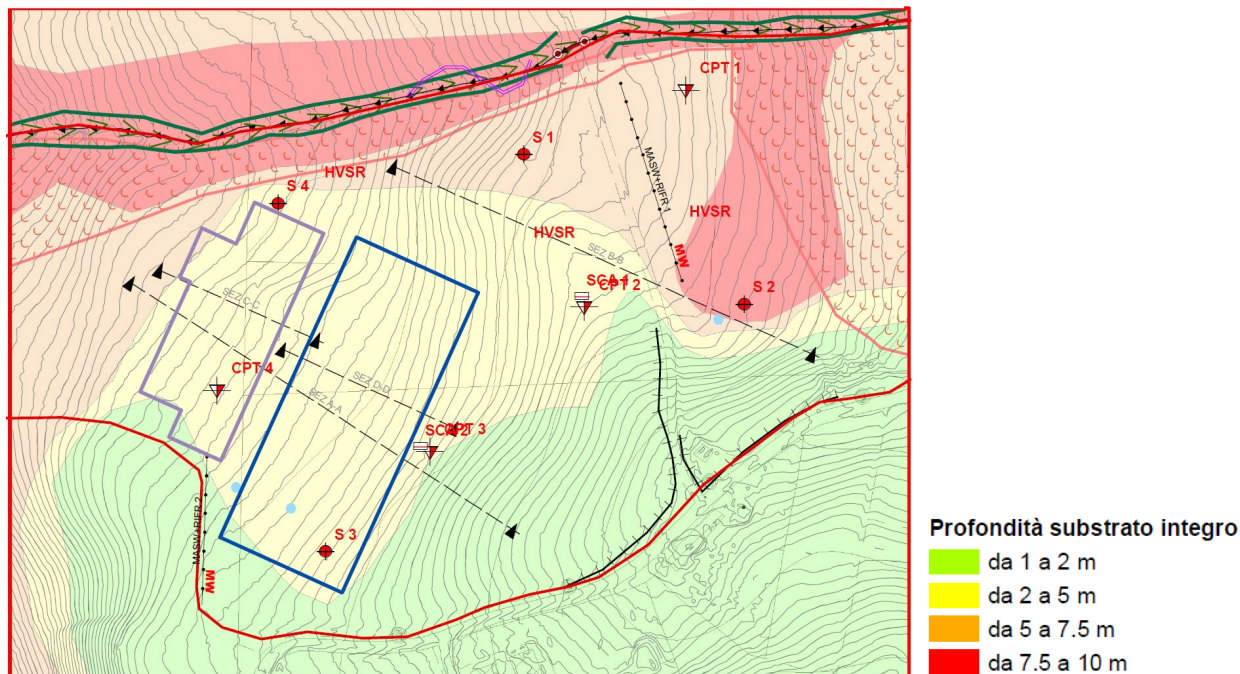 CPT 1
S 1
MASW+RIFR 1
HVSR
S 4
HVSR
HVSR
SEZ B-B
MW
SEZ C-C
SCA 1
CPT 2
S 2
CPT 4
SEZ D-D
SEZ A-A
SCA 2
CPT 3
MASW+RIFR 2
S 3
MW
Profondità substrato integro
da 1 a 2 m
da 2 a 5 m
da 5 a 7.5 m
da 7.5 a 10 m